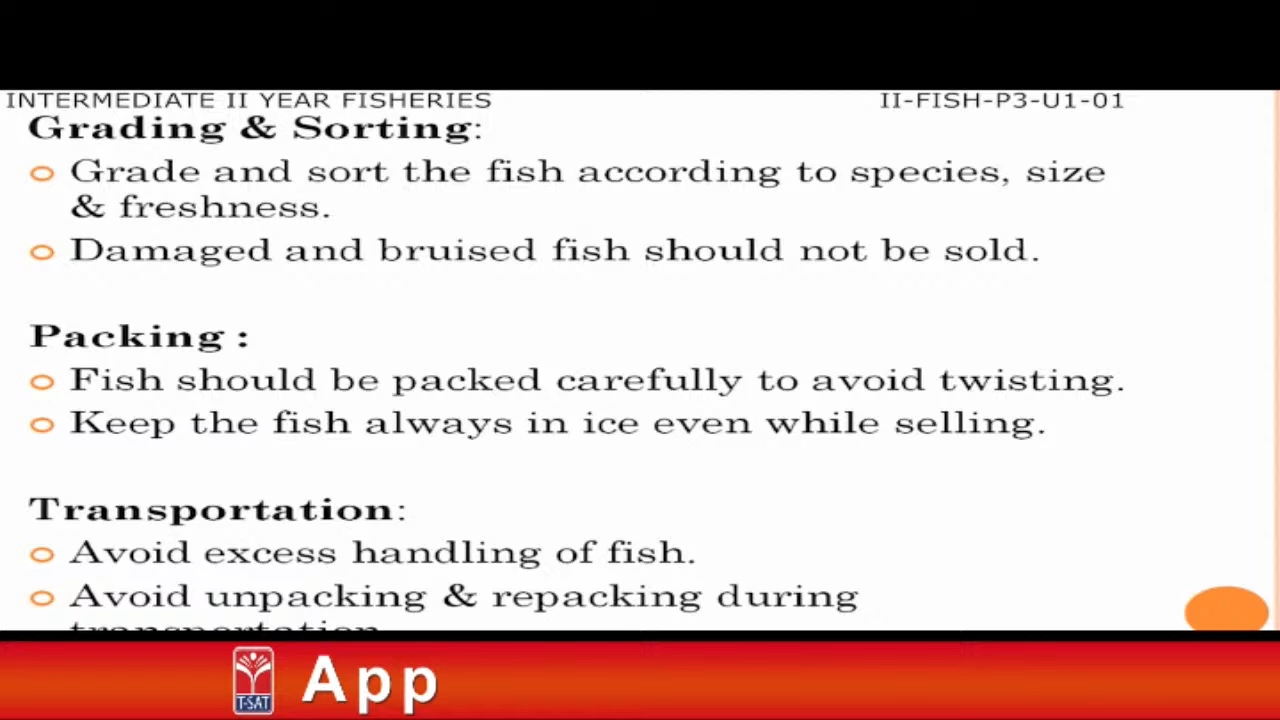 INTERMEDIATE II YEAR FISHERIES II-FISH-P3-U1-01
Grading & Sorting:
Grade and sort the fish according to species, size
& freshness.
Damaged and bruised fish should not be sold.
Packing :
Fish should be packed carefully to avoid twisting.
Keep the fish always in ice even while selling.
Transportation:
Avoid excess handling of fish.
Avoid unpacking & repacking during
transportation
T-SAT App